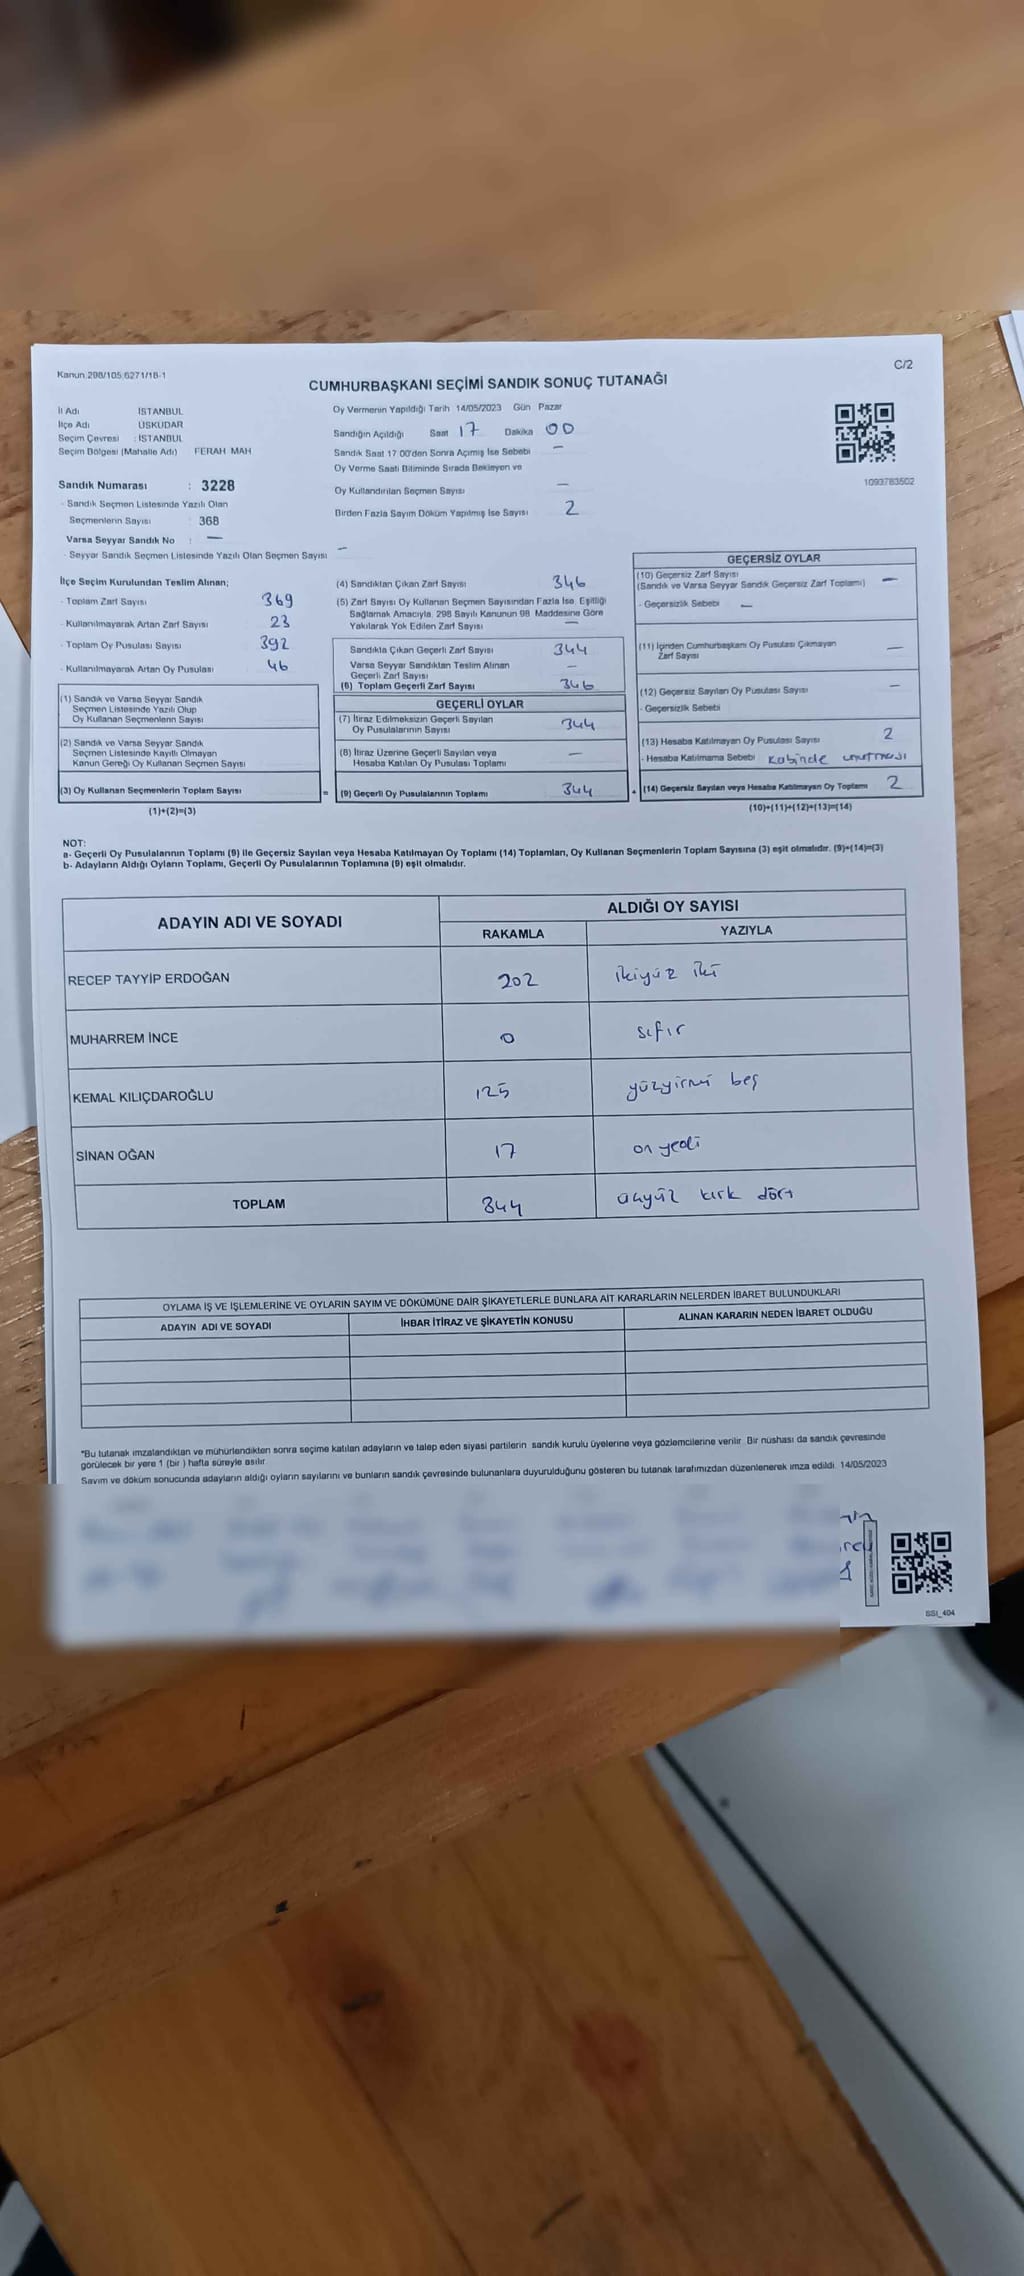 Kanun.298/105.6271/18-1
C/2
CUMHURBAŞKANI SEÇİMİ SANDIK SONUÇ TUTANAĞI
İl Adı İSTANBUL
İlçe Adı ÜSKÜDAR
Seçim Çevresi : İSTANBUL
Seçim Bölgesi (Mahalle Adı) FERAH MAH
Sandık Numarası : 3228
- Sandık Seçmen Listesinde Yazılı Olan
Seçmenlerin Sayısı : 368
Varsa Seyyar Sandık No : —
- Seyyar Sandık Seçmen Listesinde Yazılı Olan Seçmen Sayısı —
Oy Vermenin Yapıldığı Tarih 14/05/2023 Gün Pazar
Sandığın Açıldığı Saat 17 Dakika 00
Sandık Saat 17 00'den Sonra Açımış İse Sebebi —
Oy Verme Saati Bitiminde Sırada Bekleyen ve
Oy Kullandırılan Seçmen Sayısı —
Birden Fazla Sayım Döküm Yapılmış İse Sayısı 2
1093783502
İlçe Seçim Kurulundan Teslim Alınan;
- Toplam Zarf Sayısı 369
- Kullanılmayarak Artan Zarf Sayısı 23
- Toplam Oy Pusulası Sayısı 392
- Kullanılmayarak Artan Oy Pusulası 46
(1) Sandık ve Varsa Seyyar Sandık
Seçmen Listesinde Yazılı Olup
Oy Kullanan Seçmenlerin Sayısı
(2) Sandık ve Varsa Seyyar Sandık
Seçmen Listesinde Kayıtlı Olmayan
Kanun Gereği Oy Kullanan Seçmen Sayısı
(3) Oy Kullanan Seçmenlerin Toplam Sayısı
(1)+(2)=(3)
(4) Sandıktan Çıkan Zarf Sayısı 346
(5) Zarf Sayısı Oy Kullanan Seçmen Sayısından Fazla İse, Eşitliği
Sağlamak Amacıyla, 298 Sayılı Kanunun 98. Maddesine Göre
Yakılarak Yok Edilen Zarf Sayısı —
Sandıkta Çıkan Geçerli Zarf Sayısı 344
Varsa Seyyar Sandıktan Teslim Alınan
Geçerli Zarf Sayısı —
(6) Toplam Geçerli Zarf Sayısı 346
GEÇERLİ OYLAR
(7) İtiraz Edilmeksizin Geçerli Sayılan
Oy Pusulalarının Sayısı 344
(8) İtiraz Üzerine Geçerli Sayılan veya
Hesaba Katılan Oy Pusulası Toplamı —
= (9) Geçerli Oy Pusulalarının Toplamı 344
GEÇERSİZ OYLAR
(10) Geçersiz Zarf Sayısı
(Sandık ve Varsa Seyyar Sandık Geçersiz Zarf Toplamı) —
- Geçersizlik Sebebi —
(11) İçinden Cumhurbaşkanı Oy Pusulası Çıkmayan
Zarf Sayısı —
(12) Geçersiz Sayılan Oy Pusulası Sayısı —
- Geçersizlik Sebebi
(13) Hesaba Katılmayan Oy Pusulası Sayısı 2
- Hesaba Katılmama Sebebi Kabinde unutması
+ (14) Geçersiz Sayılan veya Hesaba Katılmayan Oy Toplamı 2
(10)+(11)+(12)+(13)=(14)
NOT:
a- Geçerli Oy Pusulalarının Toplamı (9) ile Geçersiz Sayılan veya Hesaba Katılmayan Oy Toplamı (14) Toplamları, Oy Kullanan Seçmenlerin Toplam Sayısına (3) eşit olmalıdır. (9)+(14)=(3)
b- Adayların Aldığı Oyların Toplamı, Geçerli Oy Pusulalarının Toplamına (9) eşit olmalıdır.
ADAYIN ADI VE SOYADI ALDIĞI OY SAYISI
RAKAMLA YAZIYLA
RECEP TAYYİP ERDOĞAN 202 ikiyüz iki
MUHARREM İNCE 0 sıfır
KEMAL KILIÇDAROĞLU 125 yüzyirmi beş
SİNAN OĞAN 17 on yedi
TOPLAM 344 üçyüz kırk dört
OYLAMA İŞ VE İŞLEMLERİNE VE OYLARIN SAYIM VE DÖKÜMÜNE DAİR ŞİKAYETLERLE BUNLARA AİT KARARLARIN NELERDEN İBARET BULUNDUKLARI
ADAYIN ADI VE SOYADI İHBAR İTİRAZ VE ŞİKAYETİN KONUSU ALINAN KARARIN NEDEN İBARET OLDUĞU
*Bu tutanak imzalandıktan ve mühürlendikten sonra seçime katılan adayların ve talep eden siyasi partilerin sandık kurulu üyelerine veya gözlemcilerine verilir. Bir nüshası da sandık çevresinde
görülecek bir yere 1 (bir ) hafta süreyle asılır.
Sayım ve döküm sonucunda adayların aldığı oyların sayılarını ve bunların sandık çevresinde bulunanlara duyurulduğunu gösteren bu tutanak tarafımızdan düzenlenerek imza edildi. 14/05/2023
SSI_404